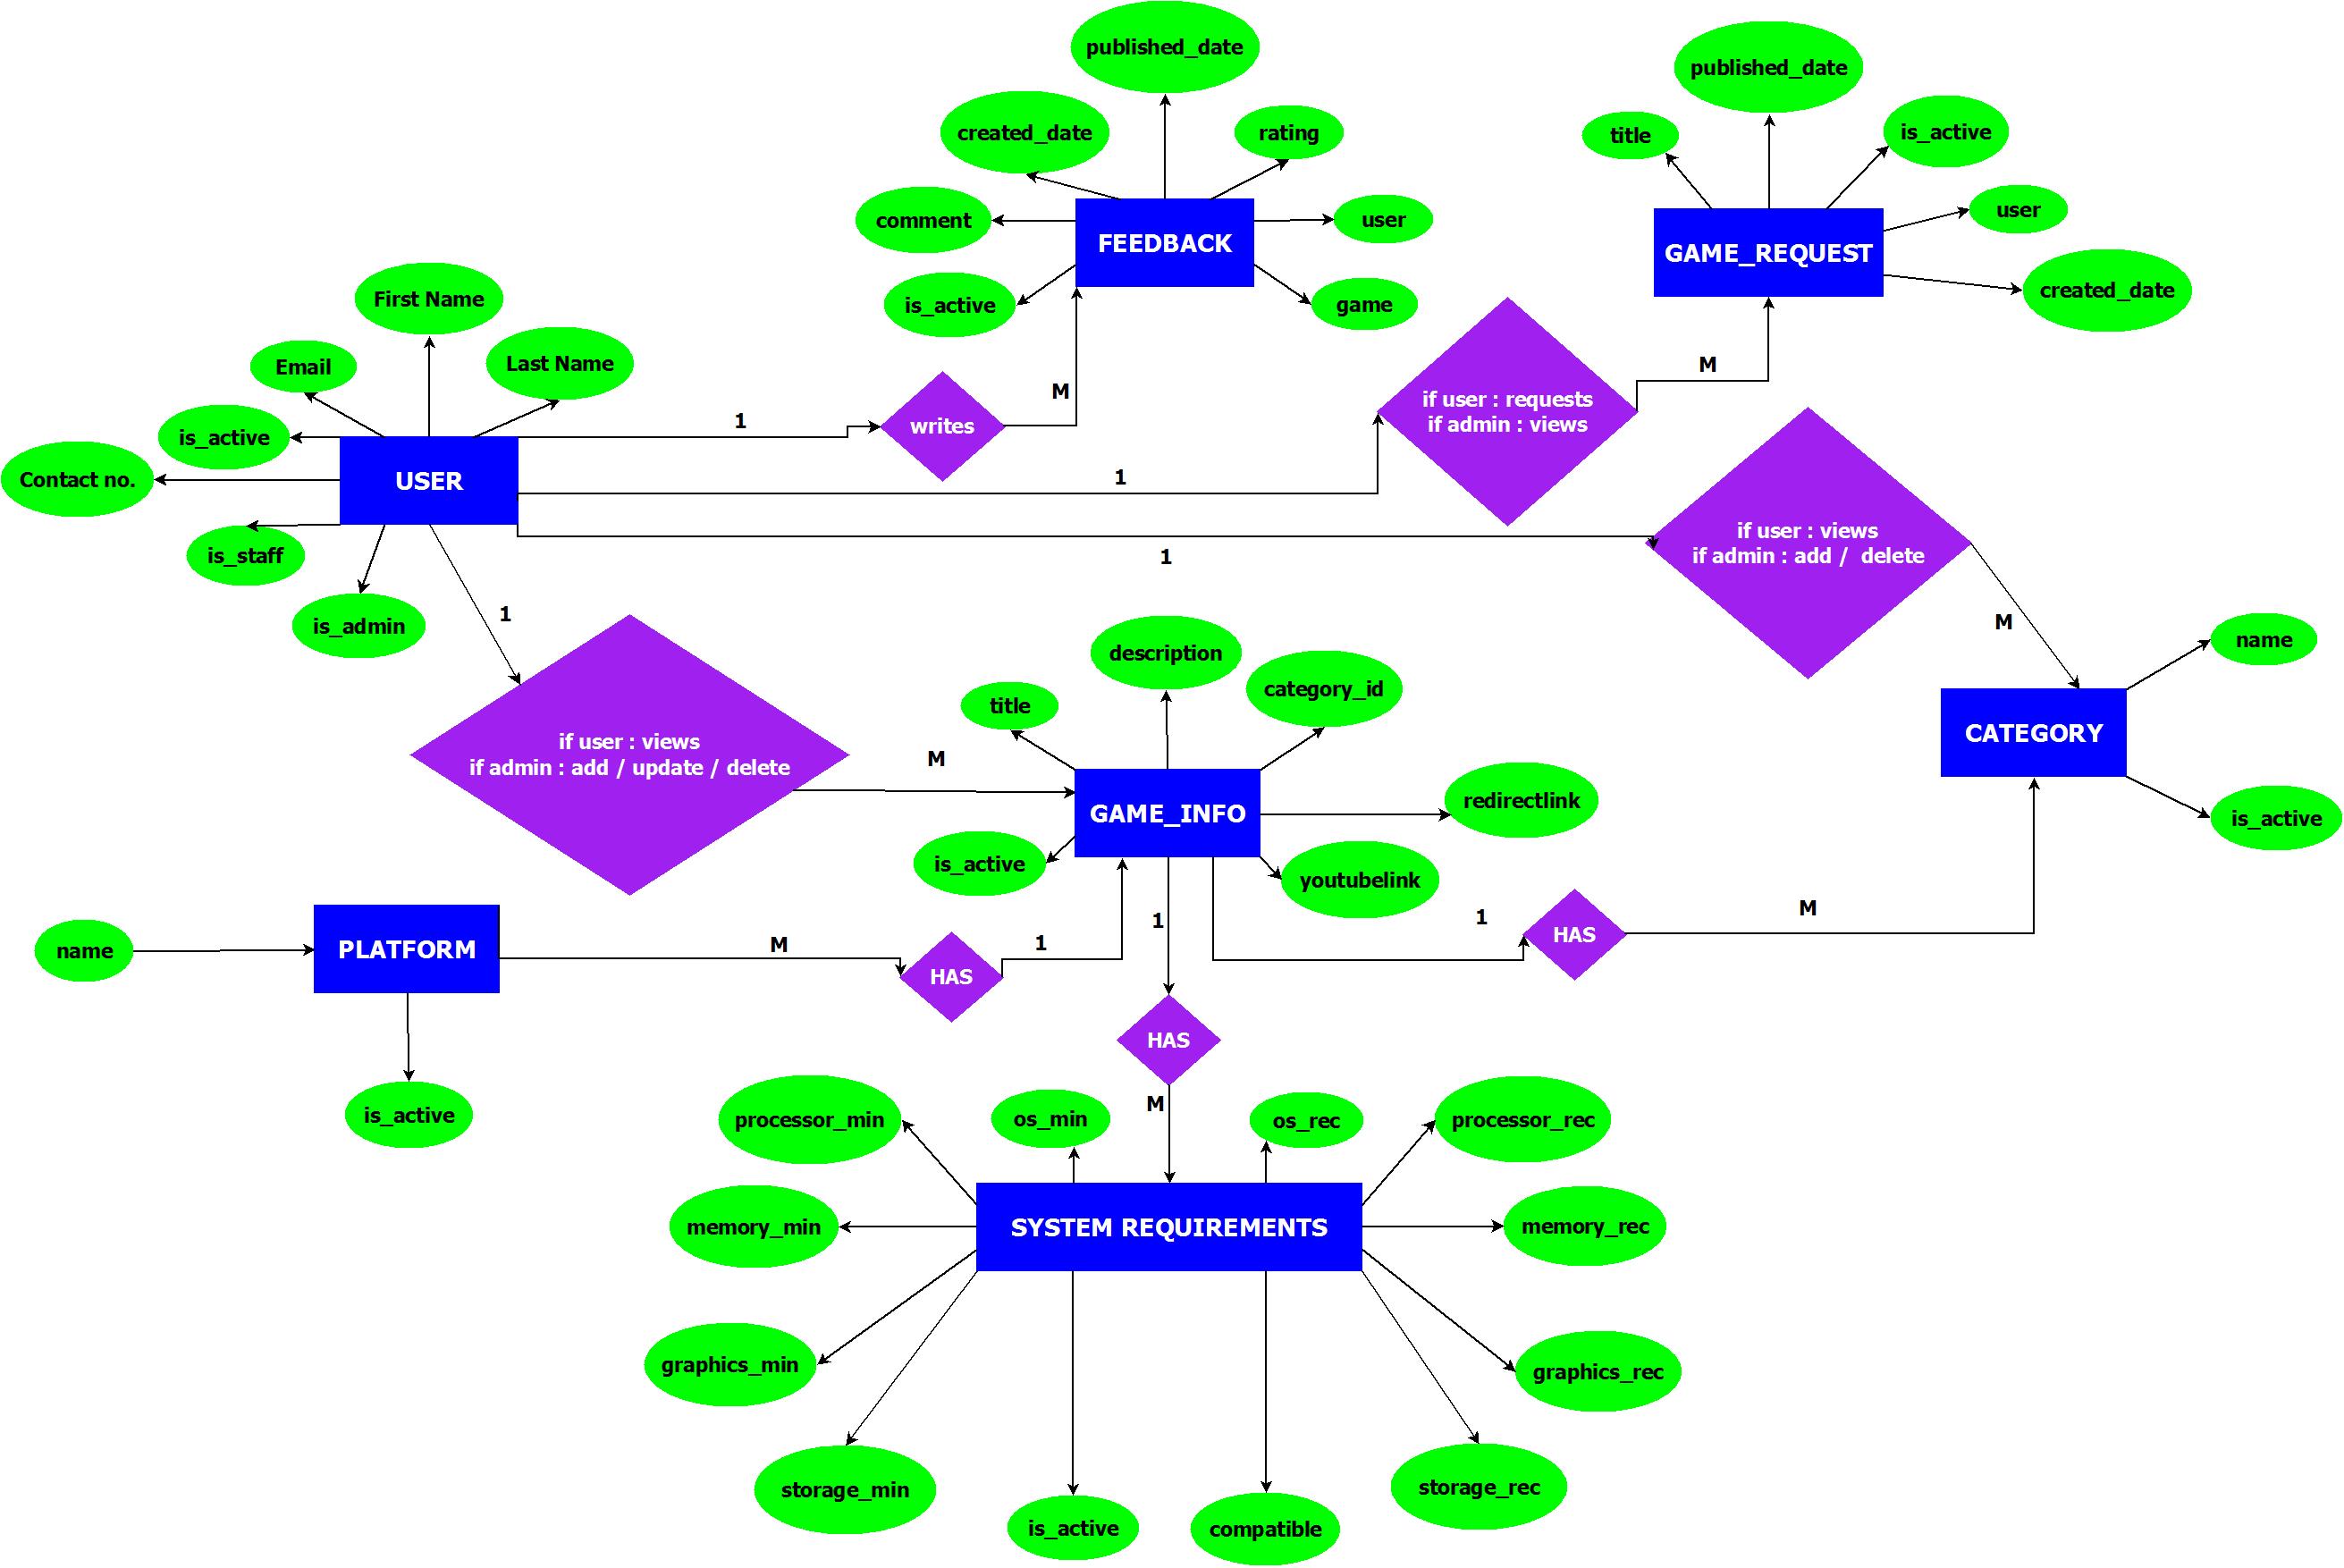 published_date
published_date
created_date
rating
title
is_active
comment
user
user
FEEDBACK
GAME_REQUEST
is_active
game
created_date
First Name
Email
Last Name
M
M
if user : requests
if admin : views
is_active
1
writes
Contact no.
USER
1
if user : views
if admin : add /  delete
is_staff
1
is_admin
1
M
name
description
title
category_id
CATEGORY
if user : views
if admin : add / update / delete
M
redirectlink
GAME_INFO
is_active
is_active
youtubelink
1
1
M
name
PLATFORM
M
1
HAS
HAS
HAS
M
is_active
processor_min
os_min
os_rec
processor_rec
memory_min
SYSTEM REQUIREMENTS
memory_rec
graphics_min
graphics_rec
storage_min
storage_rec
is_active
compatible